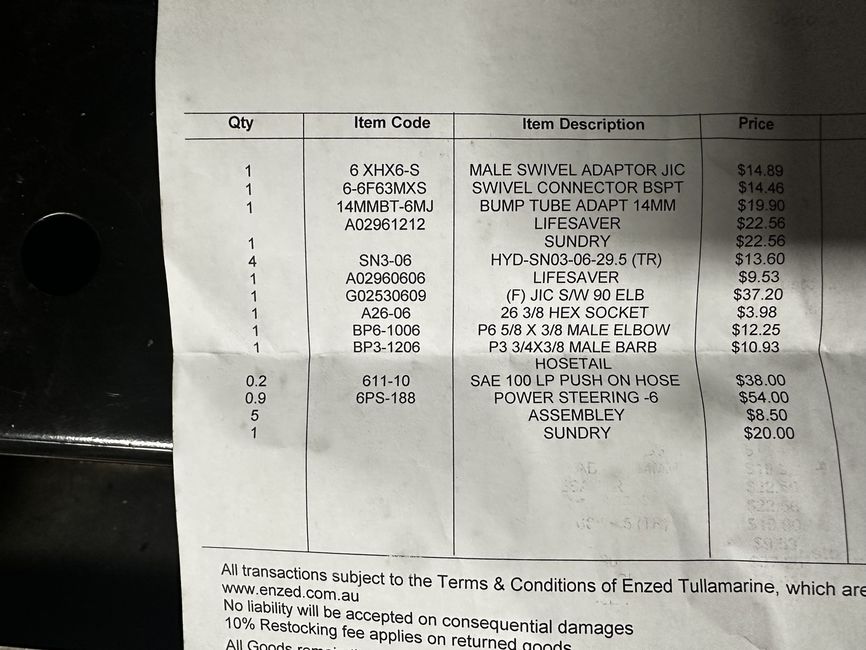 Qty Item Code Item Description Price
1 6 XHX6-S MALE SWIVEL ADAPTOR JIC $14.89
1 6-6F63MXS SWIVEL CONNECTOR BSPT $14.46
1 14MMBT-6MJ BUMP TUBE ADAPT 14MM $19.90
A02961212 LIFESAVER $22.56
1 SUNDRY $22.56
4 SN3-06 HYD-SN03-06-29.5 (TR) $13.60
1 A02960606 LIFESAVER $9.53
1 G02530609 (F) JIC S/W 90 ELB $37.20
1 A26-06 26 3/8 HEX SOCKET $3.98
1 BP6-1006 P6 5/8 X 3/8 MALE ELBOW $12.25
1 BP3-1206 P3 3/4X3/8 MALE BARB $10.93
HOSETAIL
0.2 611-10 SAE 100 LP PUSH ON HOSE $38.00
0.9 6PS-188 POWER STEERING -6 $54.00
5 ASSEMBLEY $8.50
1 SUNDRY $20.00
All transactions subject to the Terms & Conditions of Enzed Tullamarine, which are
www.enzed.com.au
No liability will be accepted on consequential damages
10% Restocking fee applies on returned goods
All Goods